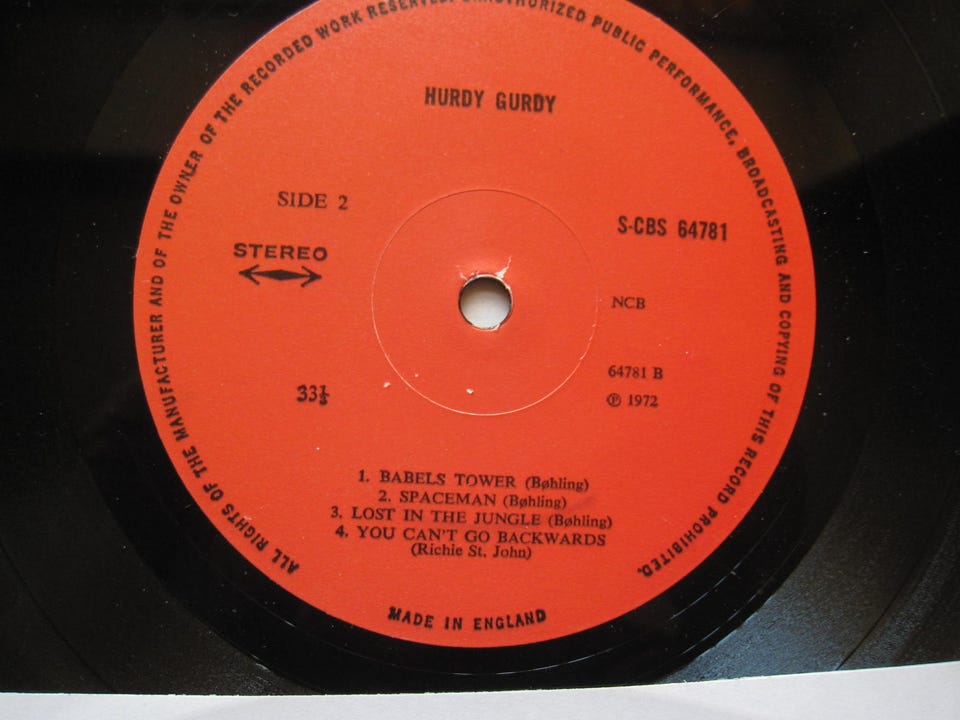 ALL RIGHTS OF THE MANUFACTURER AND OF THE OWNER OF THE RECORDED WORK RESERVED. UNAUTHORIZED PUBLIC PERFORMANCE, BROADCASTING AND COPYING OF THIS RECORD PROHIBITED.
HURDY GURDY
SIDE 2
S-CBS 64781
STEREO
NCB
64781 B
33⅓
℗ 1972
1. BABELS TOWER (Bøhling)
2. SPACEMAN (Bøhling)
3. LOST IN THE JUNGLE (Bøhling)
4. YOU CAN'T GO BACKWARDS
(Richie St. John)
MADE IN ENGLAND